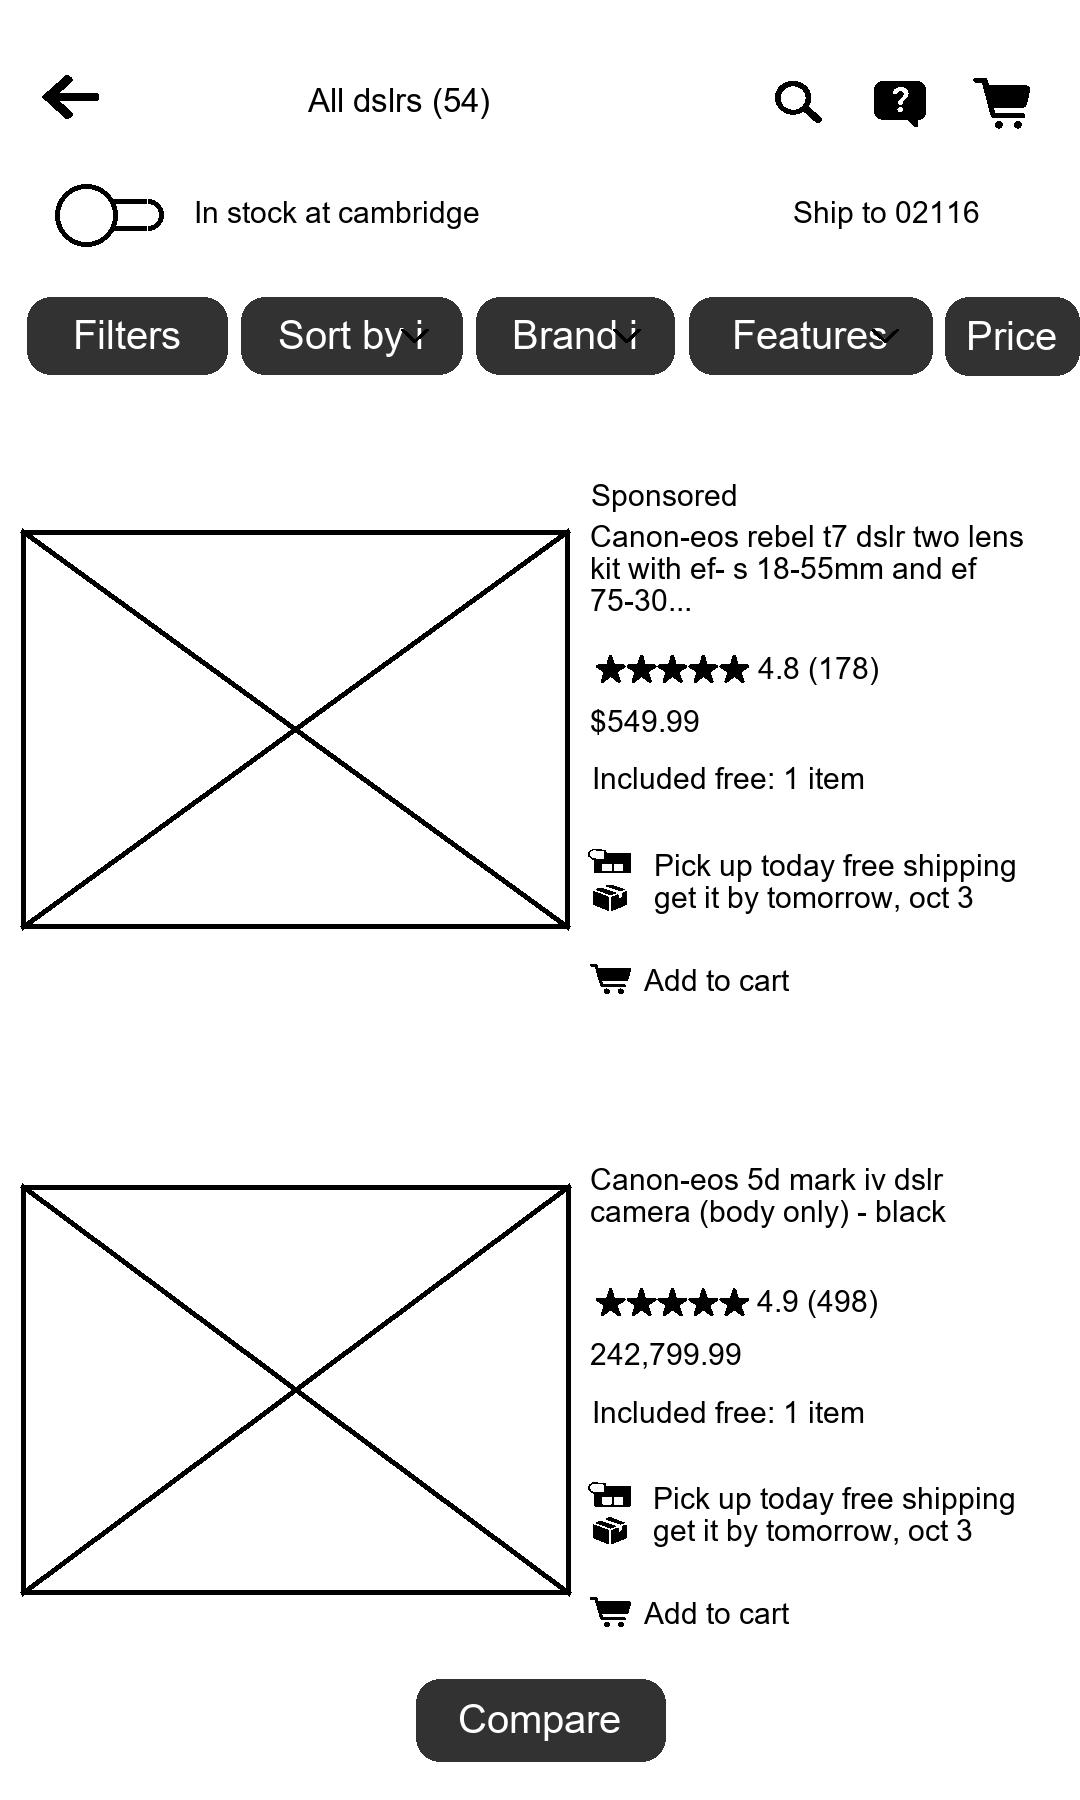 All dslrs (54)
?
In stock at cambridge
Ship to 02116
Filters
Sort by i
Brand i
Features
Price
Sponsored
Canon-eos rebel t7 dslr two lens
kit with ef- s 18-55mm and ef
75-30...
4.8 (178)
$549.99
Included free: 1 item
Pick up today free shipping
get it by tomorrow, oct 3
Add to cart
Canon-eos 5d mark iv dslr
camera (body only) - black
4.9 (498)
242,799.99
Included free: 1 item
Pick up today free shipping
get it by tomorrow, oct 3
Add to cart
Compare